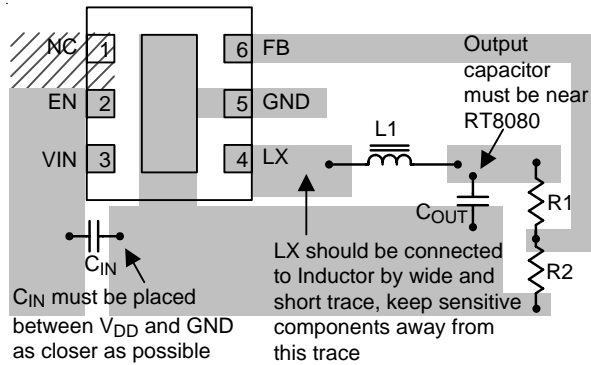 NC 1 6 FB
EN 2 5 GND
VIN 3 4 LX
Output
capacitor
must be near
RT8080
L1
COUT
R1
R2
CIN
CIN must be placed
between VDD and GND
as closer as possible
LX should be connected
to Inductor by wide and
short trace, keep sensitive
components away from
this trace